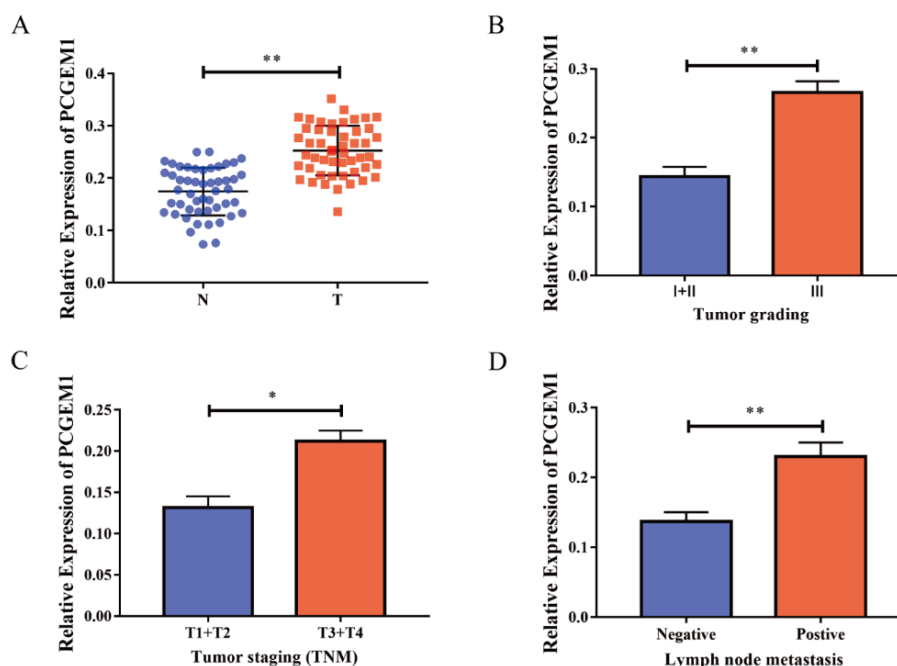 A
Relative Expression of PCGEM1
0.4
0.3
0.2
0.1
0.0
**
N
T
B
Relative Expression of PCGEM1
0.3
0.2
0.1
0.0
**
I+II
III
Tumor grading
C
Relative Expression of PCGEM1
0.25
0.20
0.15
0.10
0.05
0.00
*
T1+T2
T3+T4
Tumor staging (TNM)
D
Relative Expression of PCGEM1
0.3
0.2
0.1
0.0
**
Negative
Postive
Lymph node metastasis